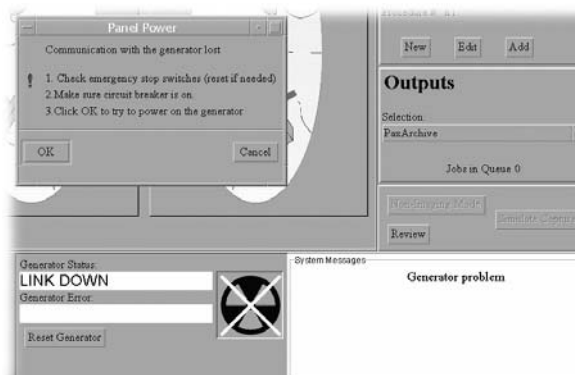 Panel Power
Communication with the generator lost
1. Check emergency stop switches (reset if needed)
2.Make sure circuit breaker is on.
3.Click OK to try to power on the generator
OK
Cancel
New
Edit
Add
Outputs
Selection:
PaxArchive
Jobs in Queue 0
Non-Imaging Mode
Review
Generator Status:
LINK DOWN
Generator Error:
Reset Generator
System Messages
Generator problem